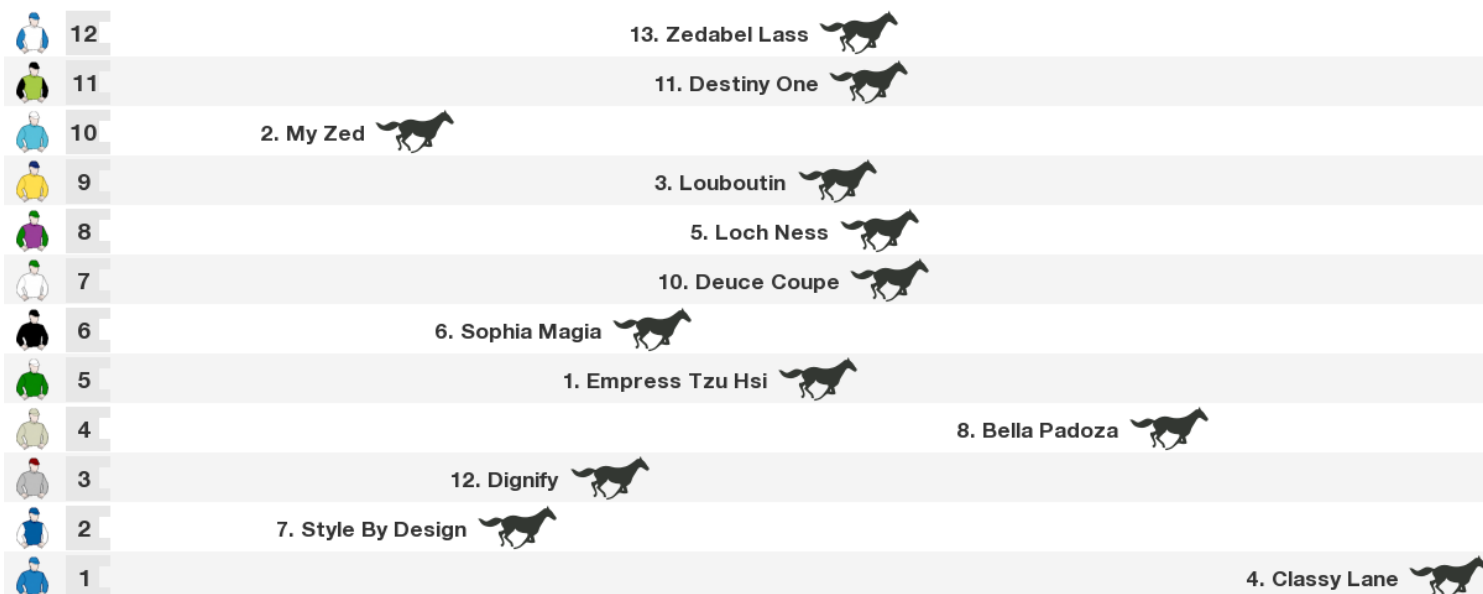 12 13. Zedabel Lass
11 11. Destiny One
10 2. My Zed
9 3. Louboutin
8 5. Loch Ness
7 10. Deuce Coupe
6 6. Sophia Magia
5 1. Empress Tzu Hsi
4 8. Bella Padoza
3 12. Dignify
2 7. Style By Design
1 4. Classy Lane